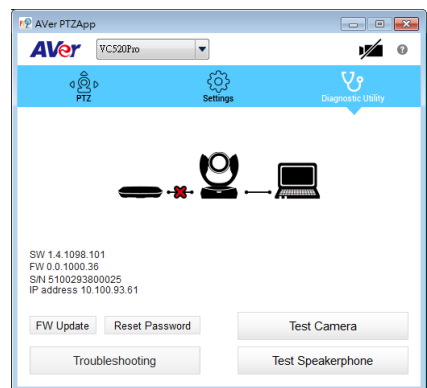 AVer PTZApp
AVer VC520Pro
PTZ Settings Diagnostic Utility
SW 1.4.1098.101
FW 0.0.1000.36
S/N 5100293800025
IP address 10.100.93.61
FW Update Reset Password Test Camera
Troubleshooting Test Speakerphone